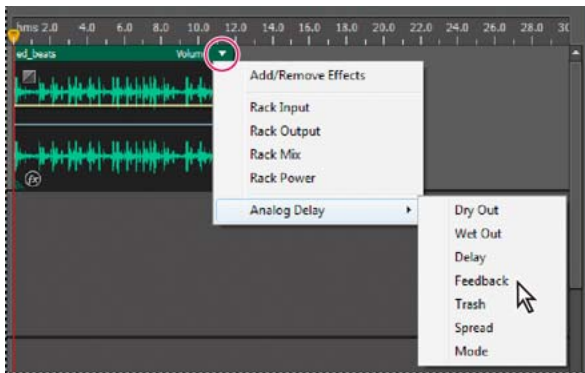 hms 2.0 4.0 6.0 8.0 10.0 12.0 14.0 16.0 18.0 20.0 22.0 24.0 26.0 28.0 30
ed_beats Volum
Add/Remove Effects
Rack Input
Rack Output
Rack Mix
Rack Power
Analog Delay
Dry Out
Wet Out
Delay
Feedback
Trash
Spread
Mode
fx